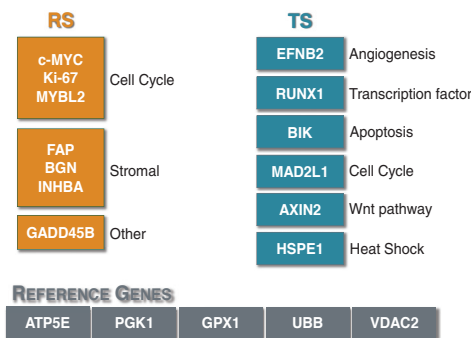 RS
c-MYC
Ki-67
MYBL2
Cell Cycle
FAP
BGN
INHBA
Stromal
GADD45B Other
TS
EFNB2 Angiogenesis
RUNX1 Transcription factor
BIK Apoptosis
MAD2L1 Cell Cycle
AXIN2 Wnt pathway
HSPE1 Heat Shock
REFERENCE GENES
ATP5E PGK1 GPX1 UBB VDAC2